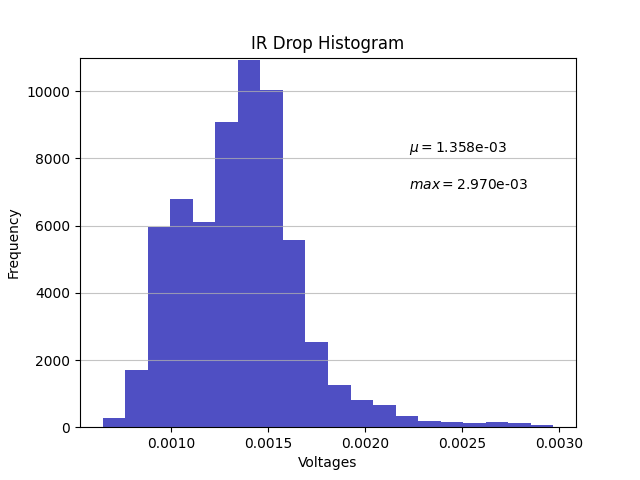 IR Drop Histogram
10000
8000
6000
4000
2000
0
Frequency
μ = 1.358e-03
max = 2.970e-03
0.0010 0.0015 0.0020 0.0025 0.0030
Voltages